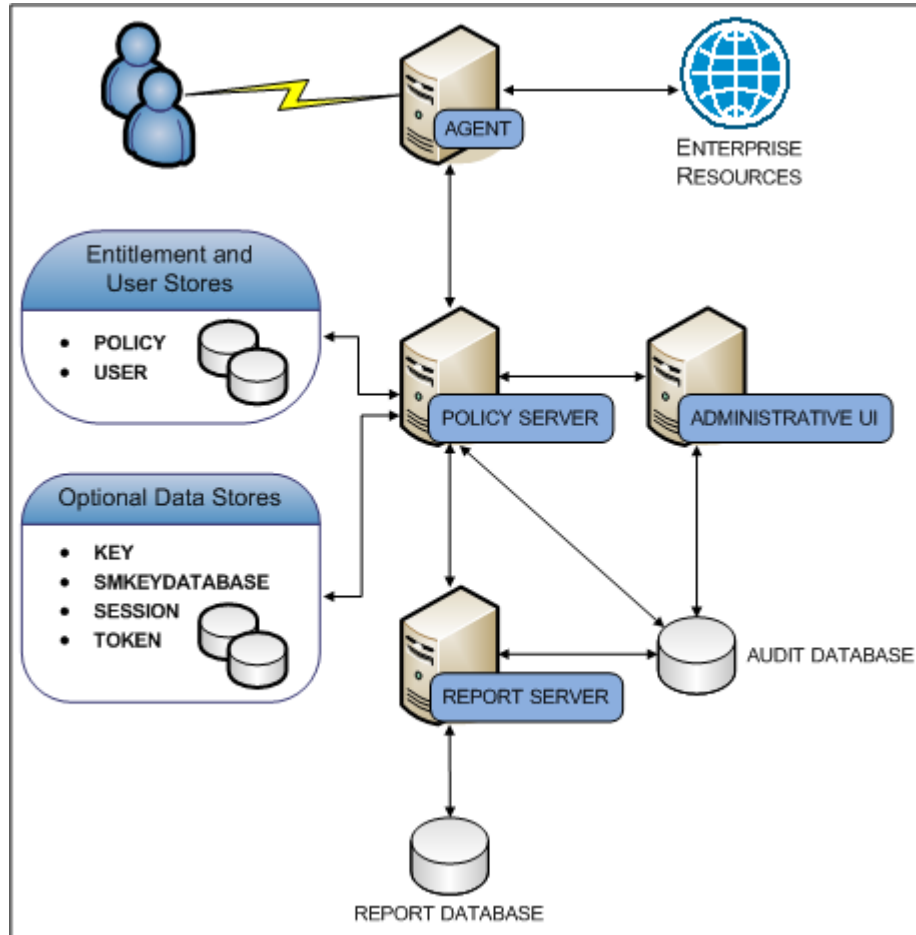 AGENT
ENTERPRISE
RESOURCES
Entitlement and
User Stores
• POLICY
• USER
POLICY SERVER
ADMINISTRATIVE UI
Optional Data Stores
• KEY
• SMKEYDATABASE
• SESSION
• TOKEN
REPORT SERVER
AUDIT DATABASE
REPORT DATABASE